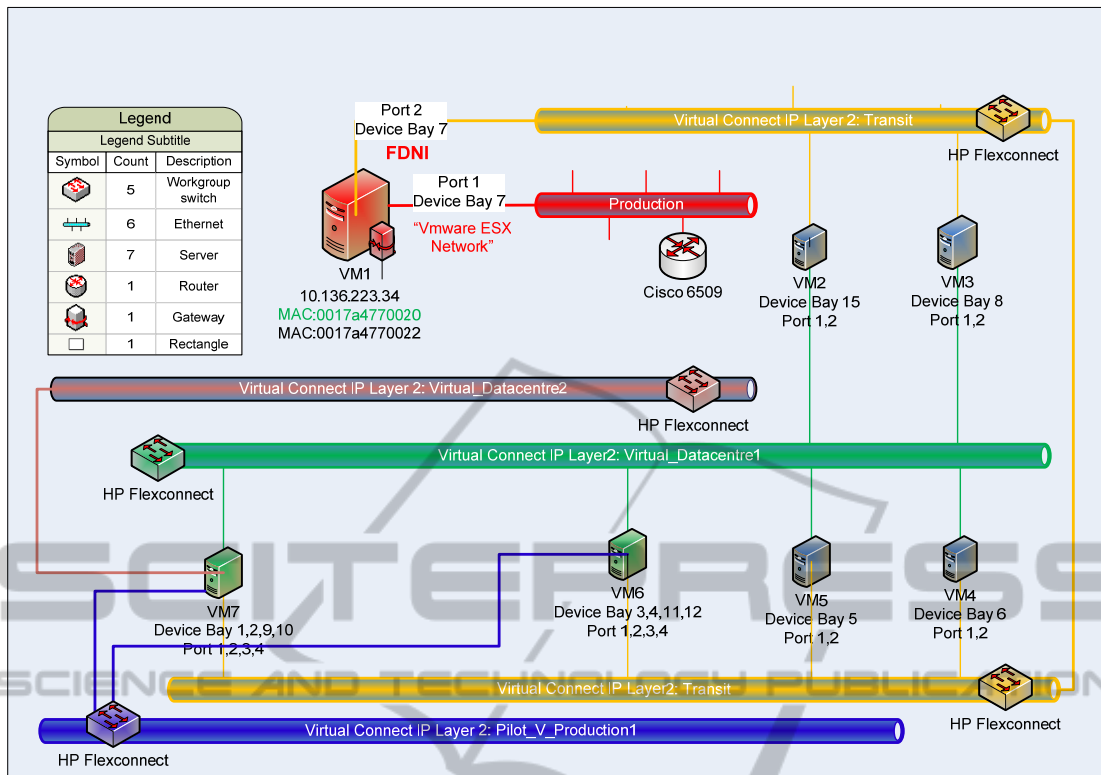 Legend
Legend Subtitle
Symbol Count Description
5 Workgroup switch
6 Ethernet
7 Server
1 Router
1 Gateway
1 Rectangle
Port 2
Device Bay 7
FDNI
Virtual Connect IP Layer 2: Transit
HP Flexconnect
Port 1
Device Bay 7
"Vmware ESX
Network"
Production
Cisco 6509
VM1
10.136.223.34
MAC:0017a4770020
MAC:0017a4770022
VM2
Device Bay 15
Port 1,2
VM3
Device Bay 8
Port 1,2
Virtual Connect IP Layer 2: Virtual_Datacentre2
HP Flexconnect
Virtual Connect IP Layer2: Virtual_Datacentre1
HP Flexconnect
VM7
Device Bay 1,2,9,10
Port 1,2,3,4
VM6
Device Bay 3,4,11,12
Port 1,2,3,4
VM5
Device Bay 5
Port 1,2
VM4
Device Bay 6
Port 1,2
SCITEPRESS
SCIENCE AND TECHNOLOGY PUBLICATIONS
Virtual Connect IP Layer2: Transit
HP Flexconnect
Virtual Connect IP Layer 2: Pilot_V_Production1
HP Flexconnect